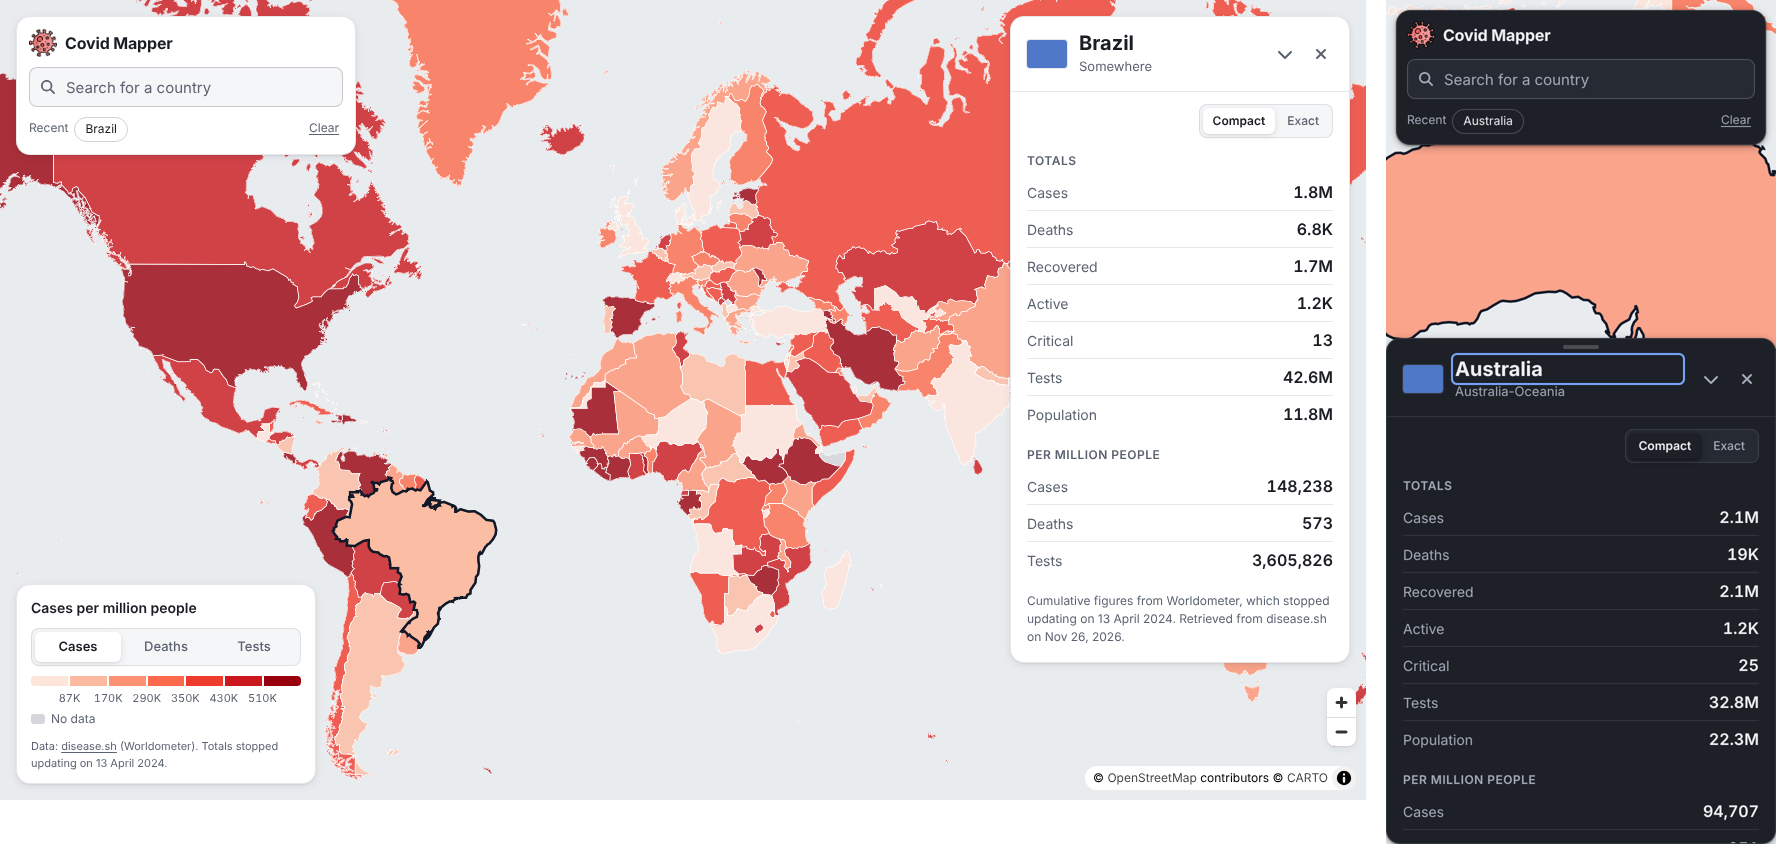 Covid Mapper
Search for a country
Recent Brazil Clear
Brazil
Somewhere
Compact Exact
TOTALS
Cases 1.8M
Deaths 6.8K
Recovered 1.7M
Active 1.2K
Critical 13
Tests 42.6M
Population 11.8M
PER MILLION PEOPLE
Cases 148,238
Deaths 573
Tests 3,605,826
Cumulative figures from Worldometer, which stopped
updating on 13 April 2024. Retrieved from disease.sh
on Nov 26, 2026.
Cases per million people
Cases Deaths Tests
87K 170K 290K 350K 430K 510K
No data
Data: disease.sh (Worldometer). Totals stopped
updating on 13 April 2024.
© OpenStreetMap contributors © CARTO
Covid Mapper
Search for a country
Recent Australia Clear
Australia
Australia-Oceania
Compact Exact
TOTALS
Cases 2.1M
Deaths 19K
Recovered 2.1M
Active 1.2K
Critical 25
Tests 32.8M
Population 22.3M
PER MILLION PEOPLE
Cases 94,707